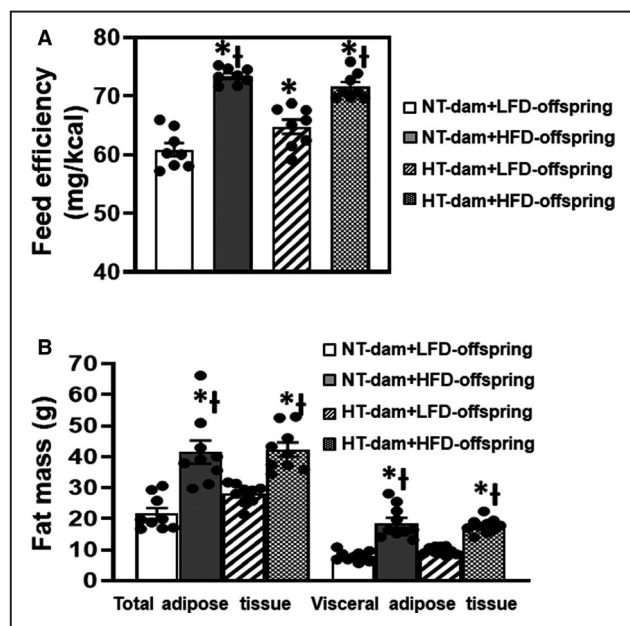 A
Feed efficiency
(mg/kcal)
80
70
60
50
40
*‡
*
*‡
NT-dam+LFD-offspring
NT-dam+HFD-offspring
HT-dam+LFD-offspring
HT-dam+HFD-offspring
B
Fat mass (g)
70
60
50
40
30
20
10
0
NT-dam+LFD-offspring
NT-dam+HFD-offspring
HT-dam+LFD-offspring
HT-dam+HFD-offspring
*‡
*‡
*‡
*‡
Total adipose tissue Visceral adipose tissue